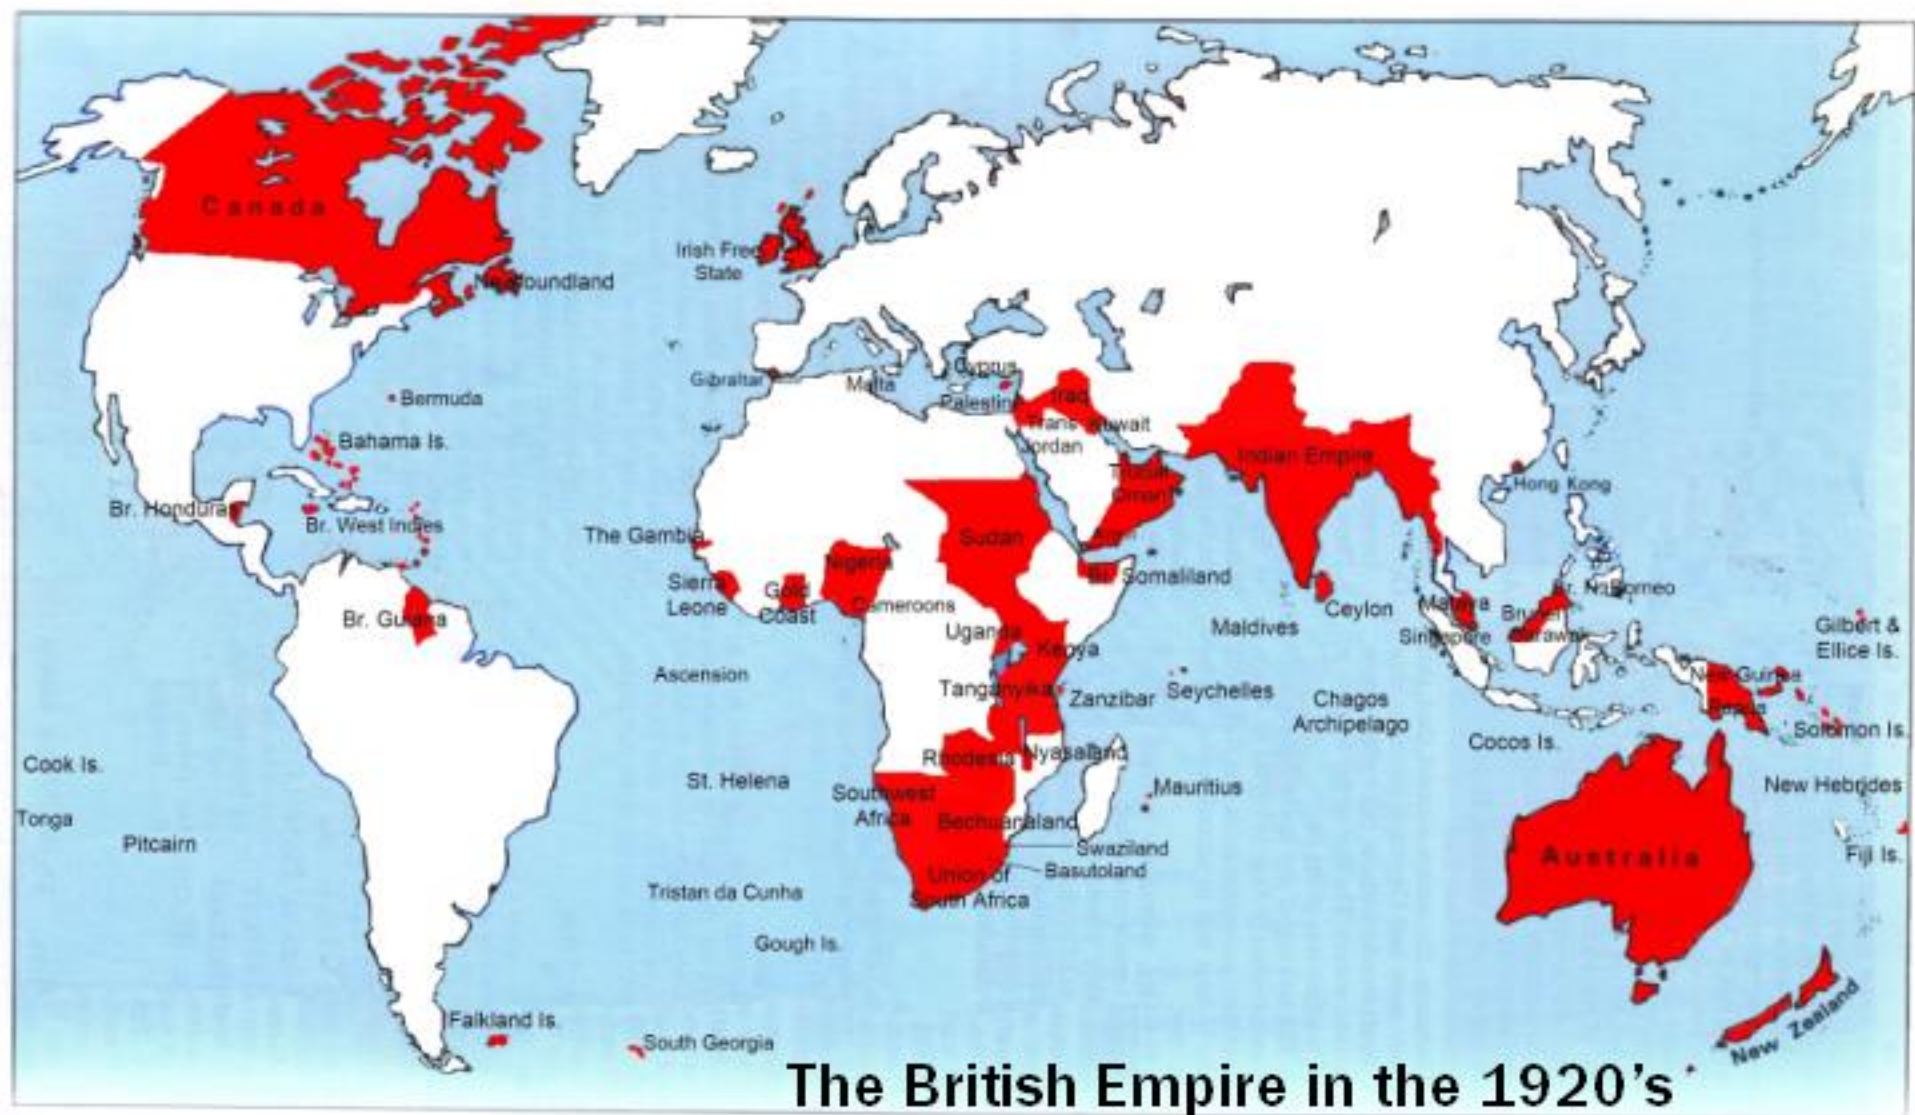 Canada
Newfoundland
Irish Free
State
Bermuda
Bahama Is.
Br. Honduras
Br. West Indies
Br. Guiana
Gibraltar
Malta
Cyprus
Palestine
Iraq
Trans
Jordan
Kuwait
Trucial
Oman
Aden
Indian Empire
Hong Kong
The Gambia
Sierra
Leone
Gold
Coast
Nigeria
Cameroons
Sudan
Br. Somaliland
Uganda
Kenya
Tanganyika
Zanzibar
Seychelles
Maldives
Ceylon
Chagos
Archipelago
Malaya
Singapore
Brunei
Sarawak
Br. N. Borneo
Gilbert &
Ellice Is.
New Guinea
Papua
Solomon Is.
Cocos Is.
New Hebrides
Fiji Is.
Ascension
St. Helena
Cook Is.
Tonga
Pitcairn
Rhodesia
Nyasaland
Mauritius
Southwest
Africa
Bechuanaland
Swaziland
Basutoland
Union of
South Africa
Tristan da Cunha
Gough Is.
Australia
New Zealand
Falkland Is.
South Georgia
The British Empire in the 1920's